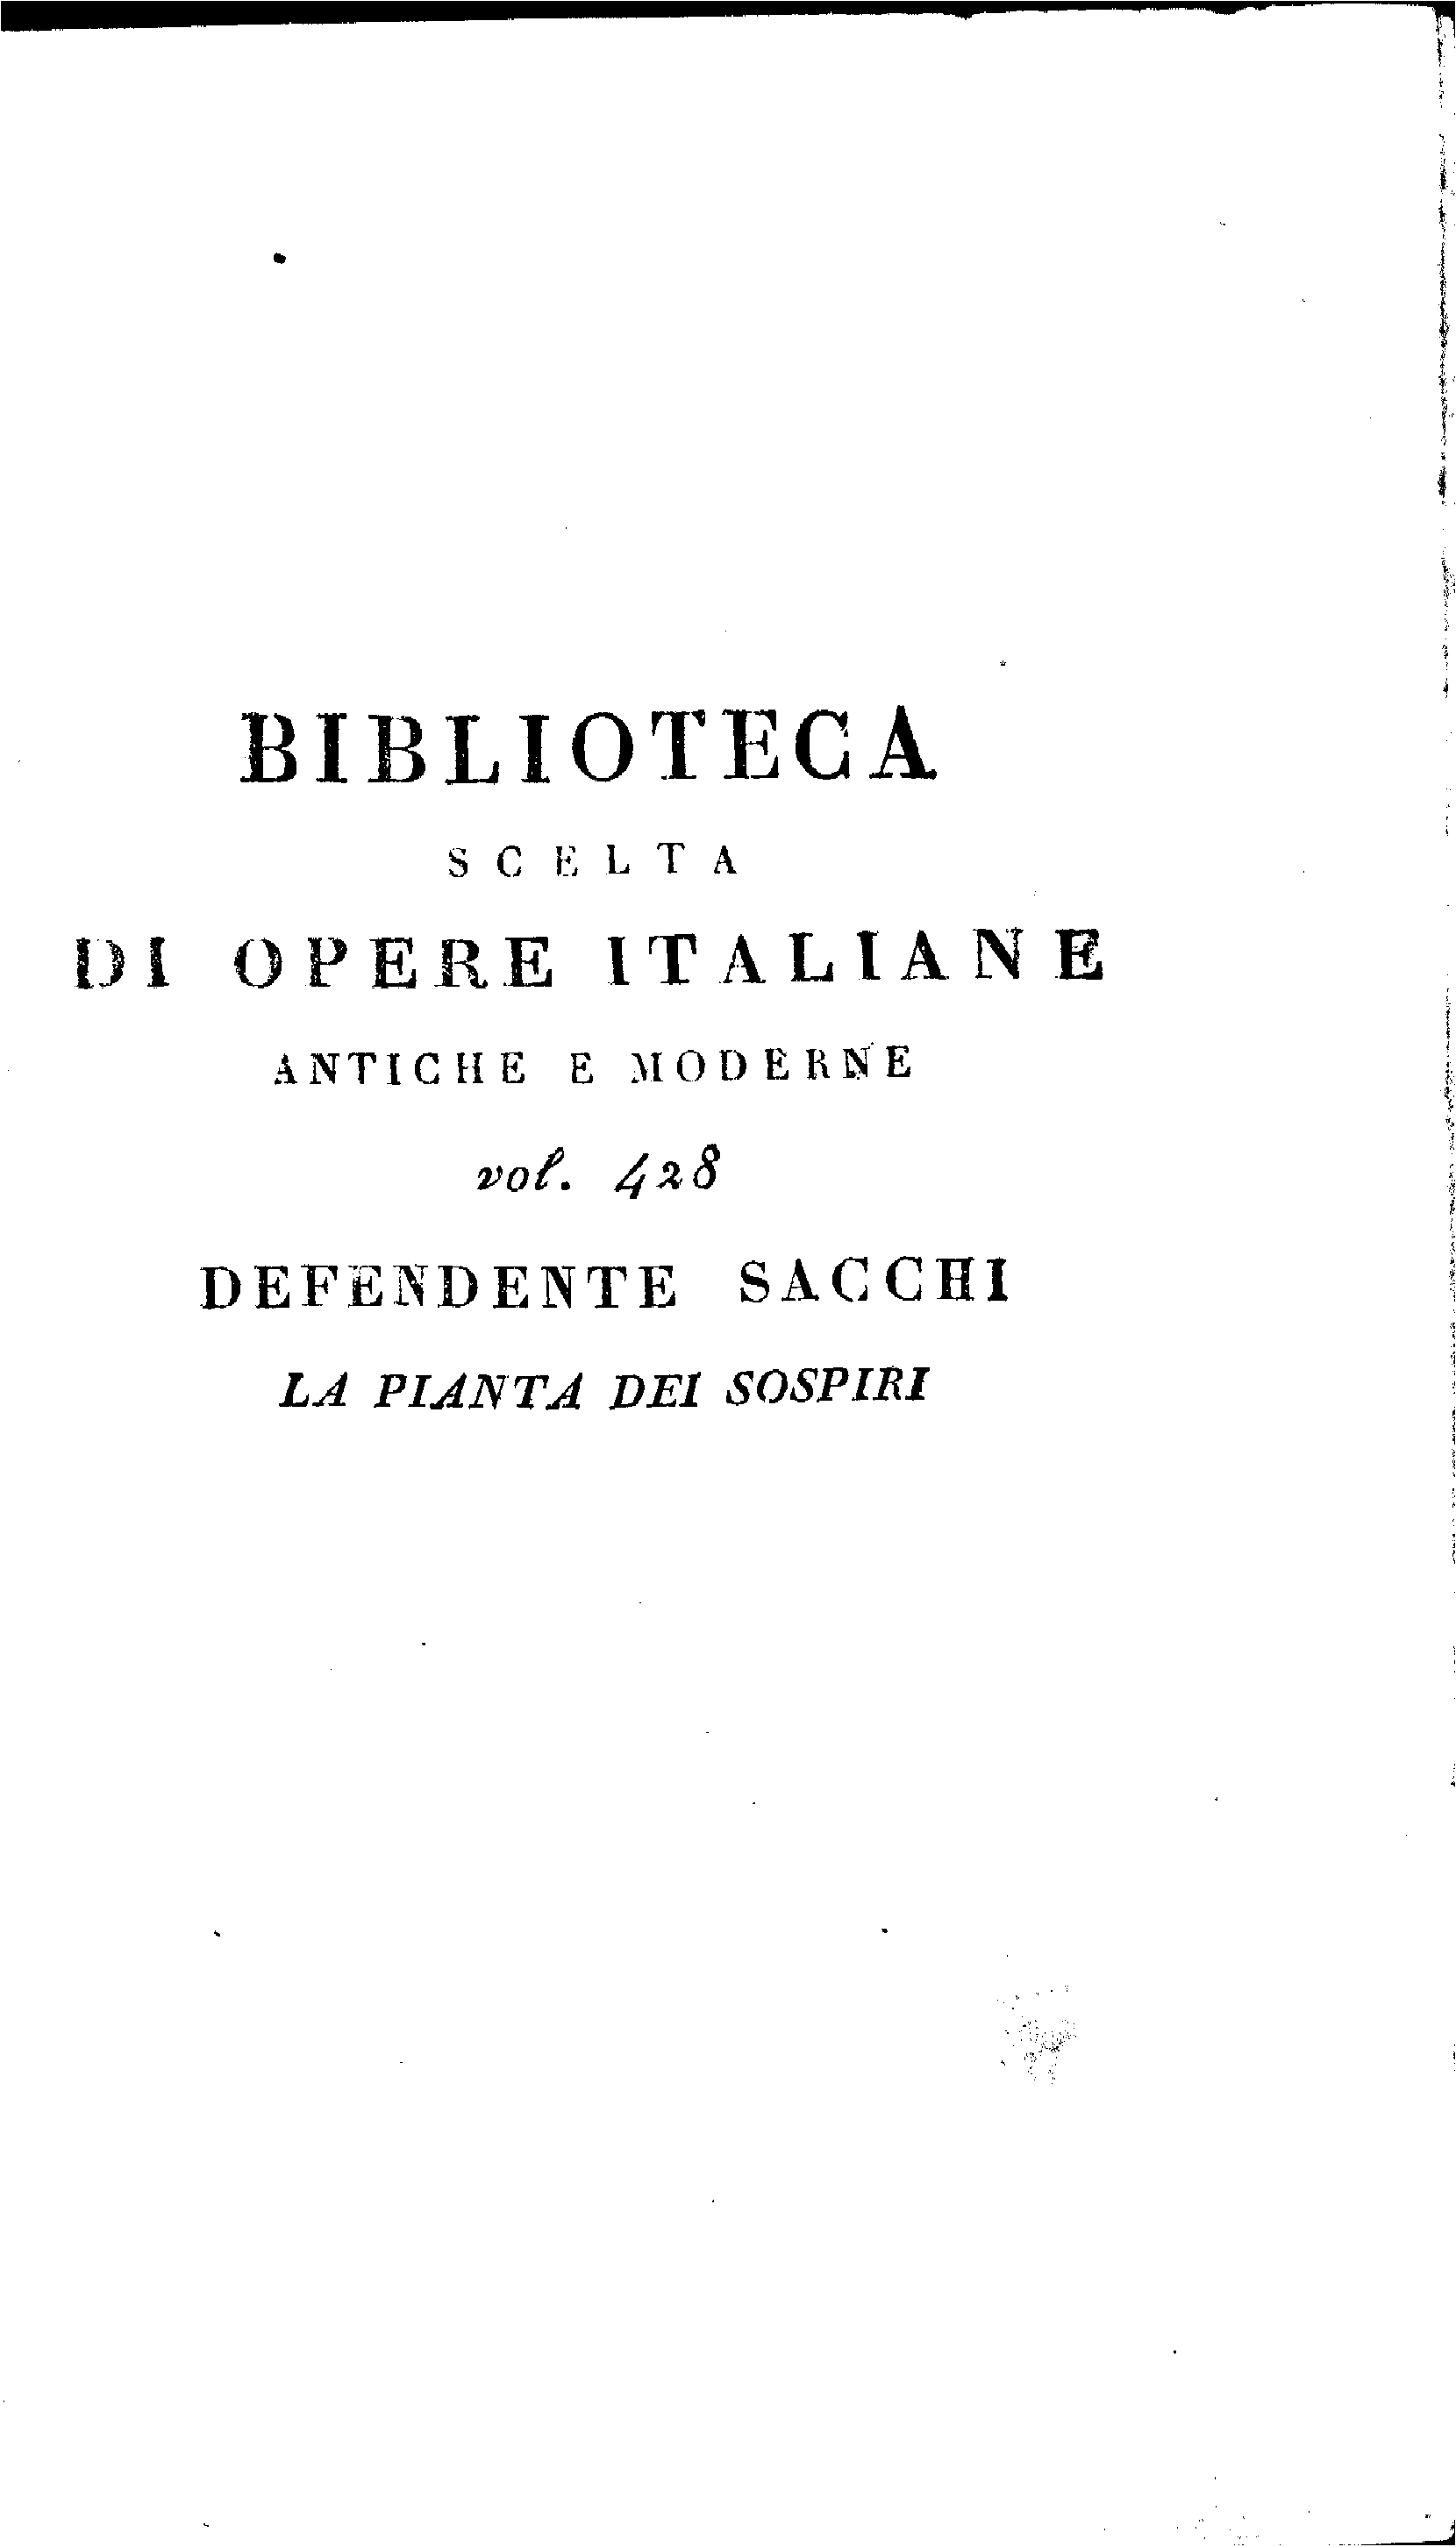 BIBLIOTECA
SCELTA
DI OPERE ITALIANE
ANTICHE E MODERNE
vol. 428
DEFENDENTE SACCHI
LA PIANTA DEI SOSPIRI